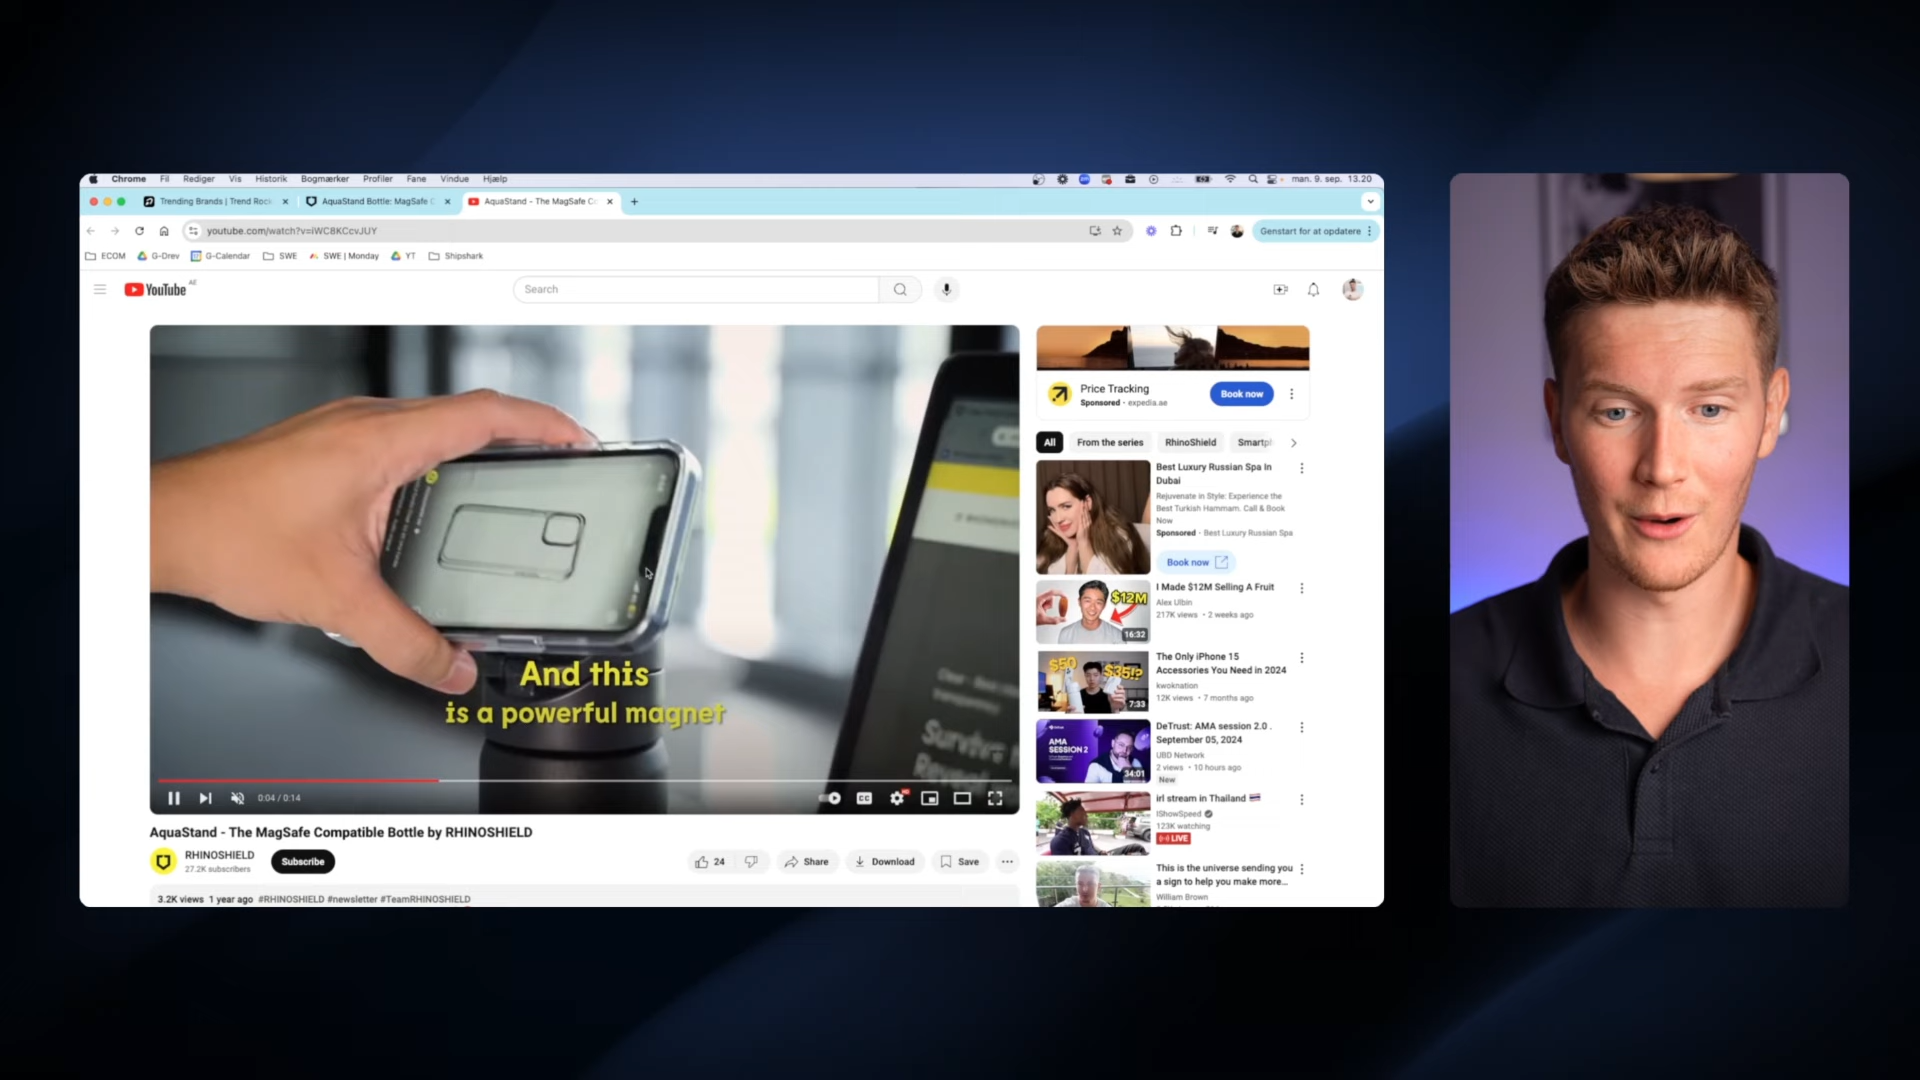 Chrome Fil Rediger Vis Historik Bogmærker Profiler Fane Vindue Hjælp
man. 9. sep. 13.20
Trending Brands | Trend Rock
AquaStand Bottle: MagSafe C
AquaStand - The MagSafe Co
youtube.com/watch?v=iWC8KCcvJUY
Genstart for at opdatere
ECOM G-Drev G-Calendar SWE SWE | Monday YT Shipshark
YouTube AE
Search
And this
is a powerful magnet
0:04 / 0:14
CC
AquaStand - The MagSafe Compatible Bottle by RHINOSHIELD
RHINOSHIELD
27.2K subscribers
Subscribe
24
Share
Download
Save
3.2K views 1 year ago #RHINOSHIELD #newsletter #TeamRHINOSHIELD
Price Tracking
Sponsored · expedia.ae
Book now
All From the series RhinoShield Smartph
Best Luxury Russian Spa In
Dubai
Rejuvenate in Style: Experience the
Best Turkish Hammam. Call & Book
Now
Sponsored · Best Luxury Russian Spa
Book now
$12M
16:32
I Made $12M Selling A Fruit
Alex Ulbin
217K views · 2 weeks ago
$50
$35!?
7:33
The Only iPhone 15
Accessories You Need in 2024
kwoknation
12K views · 7 months ago
AMA
SESSION 2
34:01
DeTrust: AMA session 2.0 .
September 05, 2024
UBD Network
2 views · 10 hours ago
New
irl stream in Thailand
IShowSpeed
123K watching
LIVE
This is the universe sending you
a sign to help you make more...
William Brown